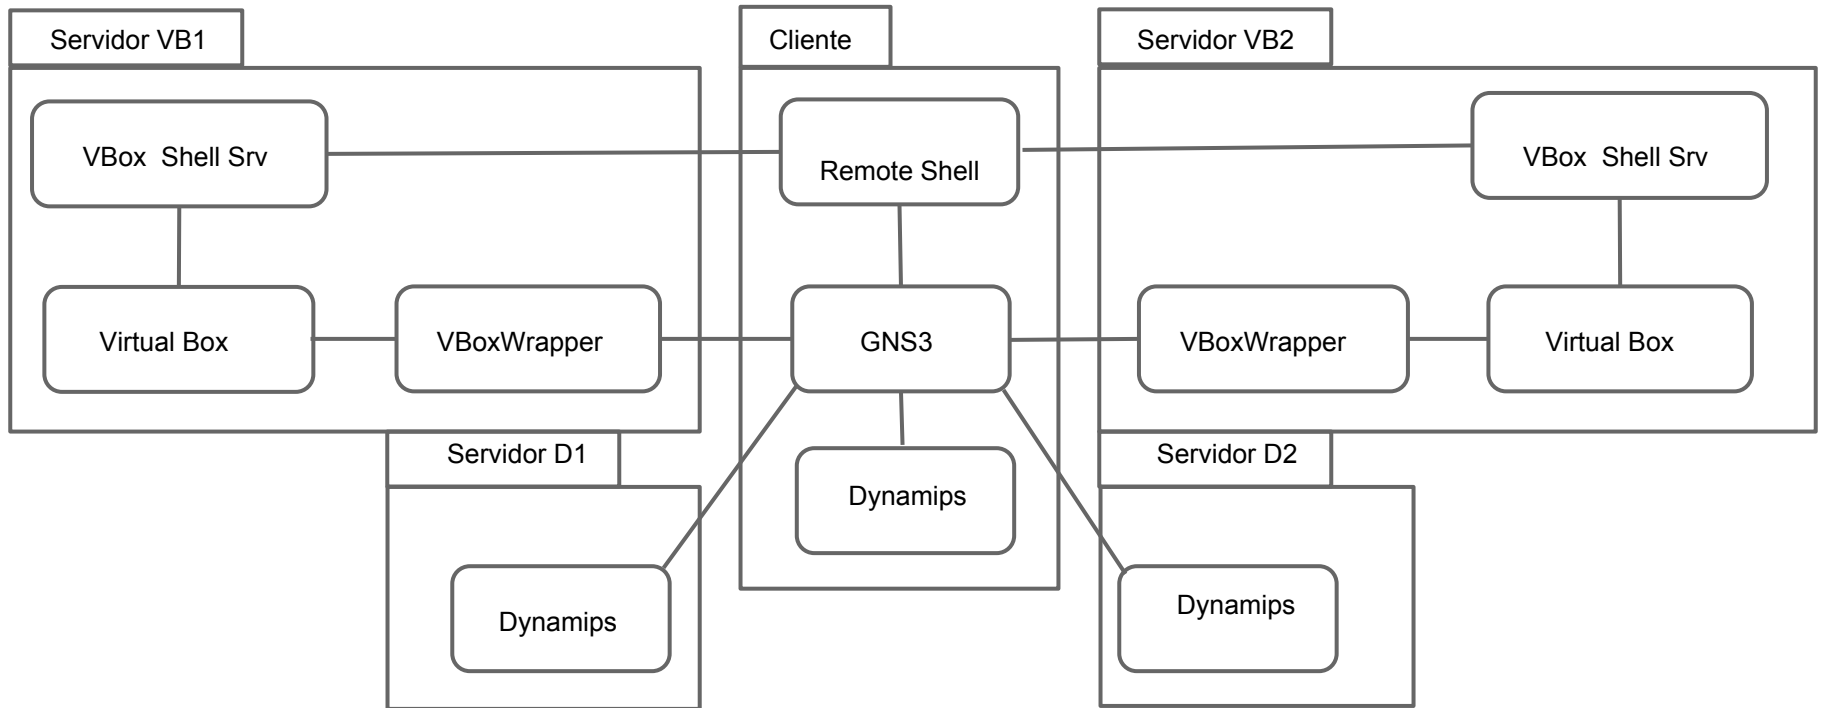 Servidor VB1
Cliente
Servidor VB2
VBox Shell Srv
Remote Shell
VBox Shell Srv
Virtual Box
VBoxWrapper
GNS3
VBoxWrapper
Virtual Box
Servidor D1
Servidor D2
Dynamips
Dynamips
Dynamips